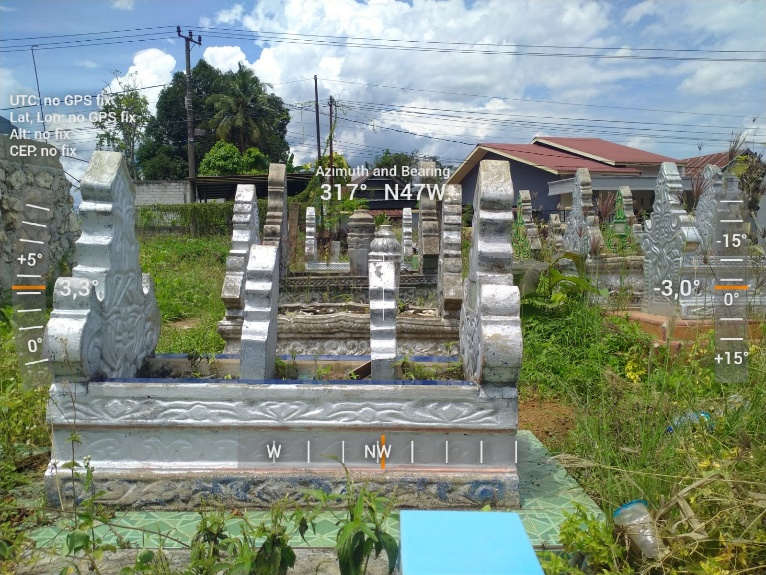 UTC: no GPS fix
Lat, Lon: no GPS fix
Alt: no fix
CEP: no fix
Azimuth and Bearing
317° N47W
+5°
3,3°
0°
-15°
-3,0°
0°
+15°
W
NW